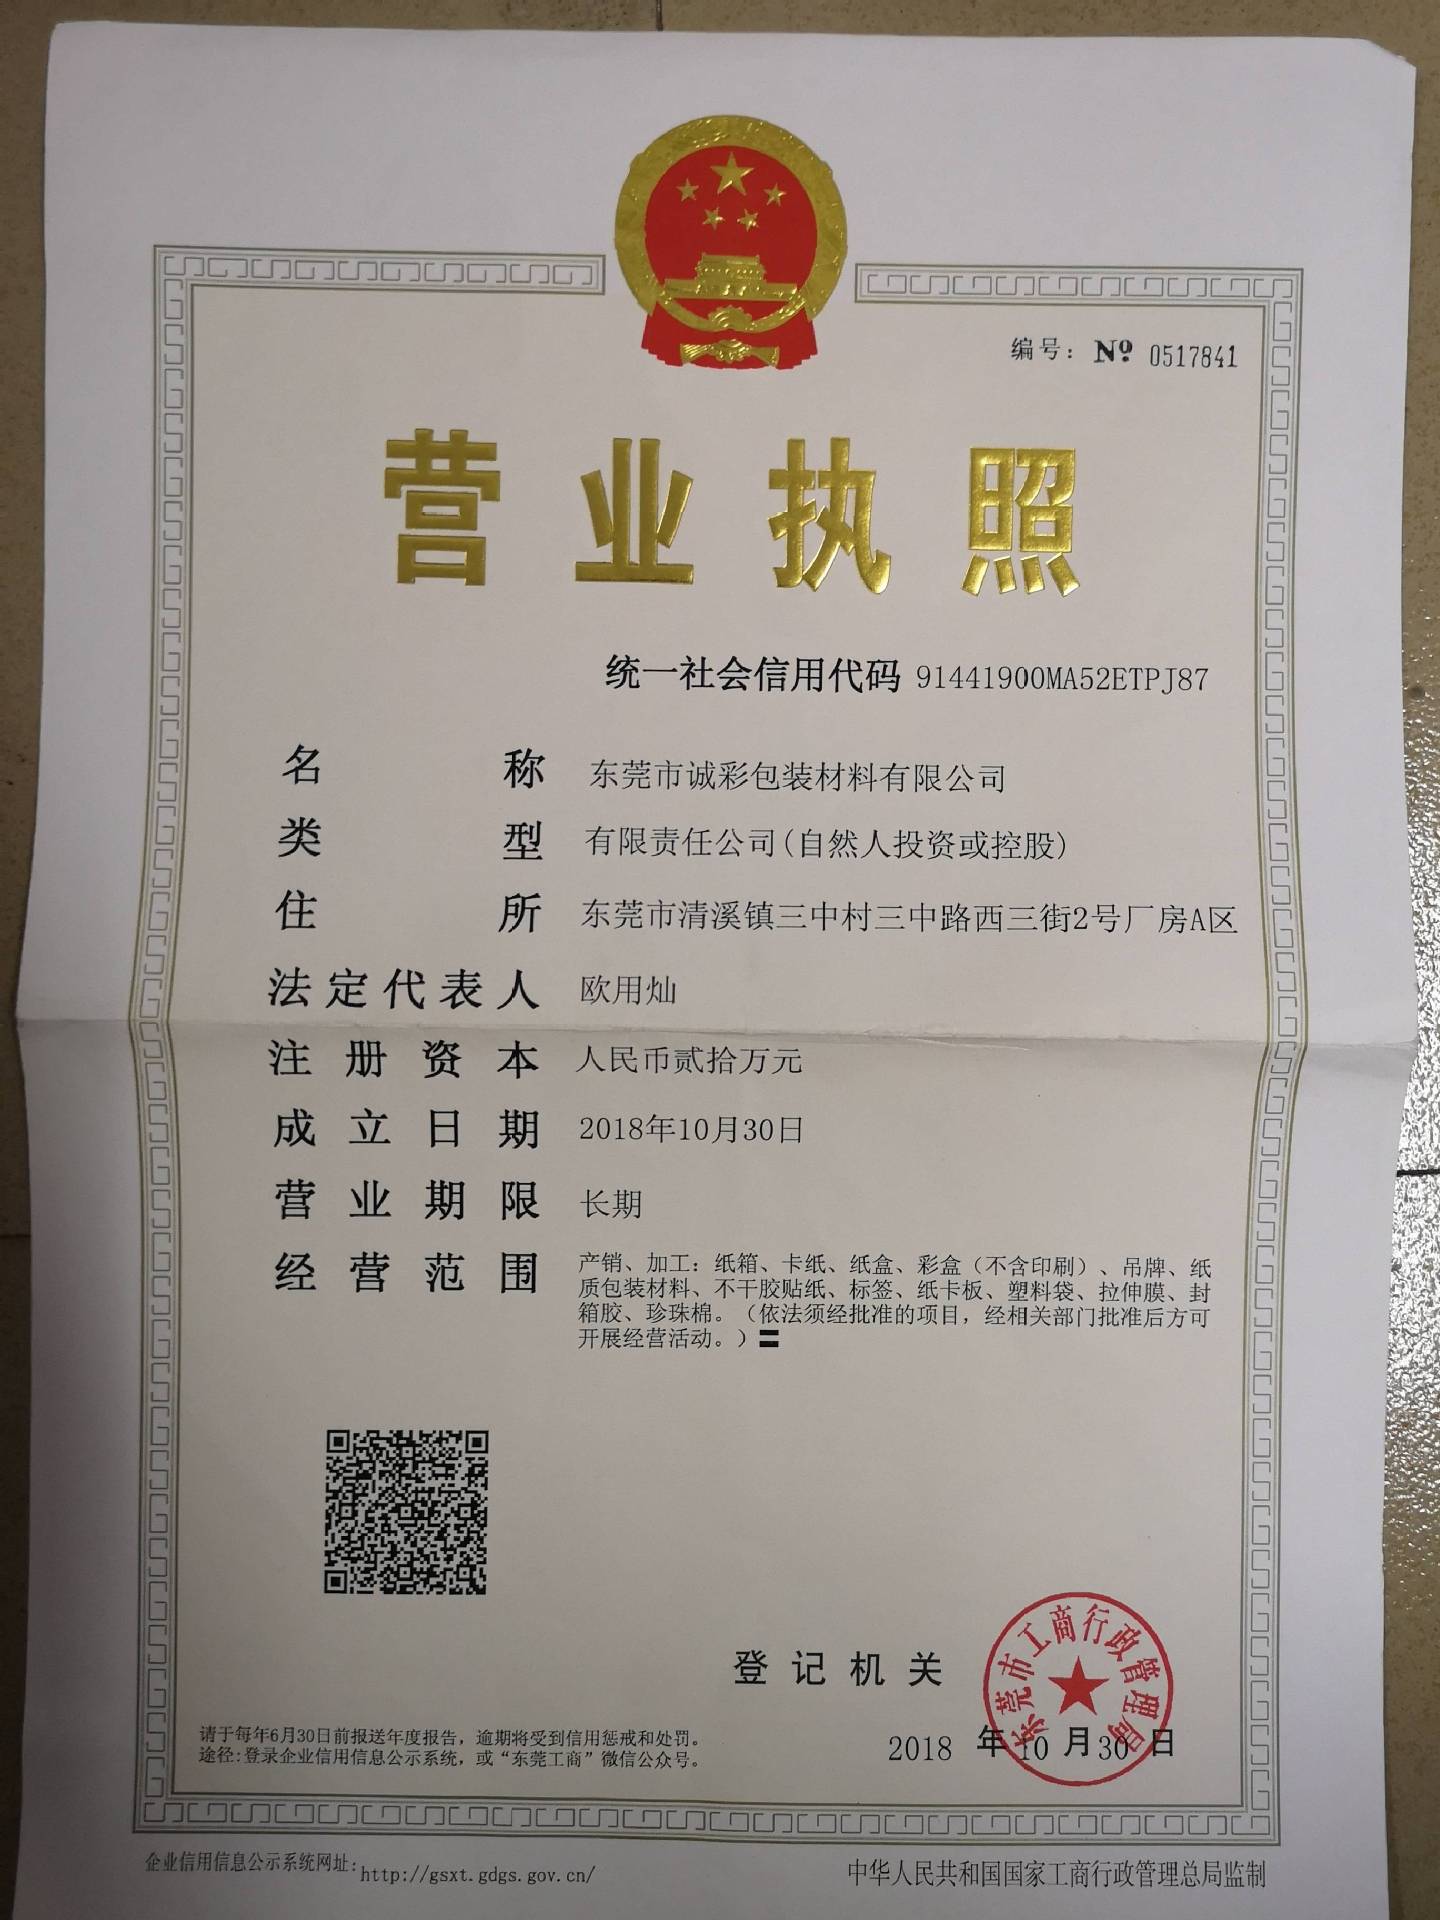 编号：Nº 0517841
营业执照
统一社会信用代码 91441900MA52ETPJ87
名称 东莞市诚彩包装材料有限公司
类型 有限责任公司(自然人投资或控股)
住所 东莞市清溪镇三中村三中路西三街2号厂房A区
法定代表人 欧用灿
注册资本 人民币贰拾万元
成立日期 2018年10月30日
营业期限 长期
经营范围 产销、加工：纸箱、卡纸、纸盒、彩盒（不含印刷）、吊牌、纸
质包装材料、不干胶贴纸、标签、纸卡板、塑料袋、拉伸膜、封
箱胶、珍珠棉。（依法须经批准的项目，经相关部门批准后方可
开展经营活动。）〓
登记机关
东莞市工商行政管理局
2018 年 10 月 30 日
请于每年6月30日前报送年度报告，逾期将受到信用惩戒和处罚。
途径：登录企业信用信息公示系统，或“东莞工商”微信公众号。
企业信用信息公示系统网址：http://gsxt.gdgs.gov.cn/
中华人民共和国国家工商行政管理总局监制